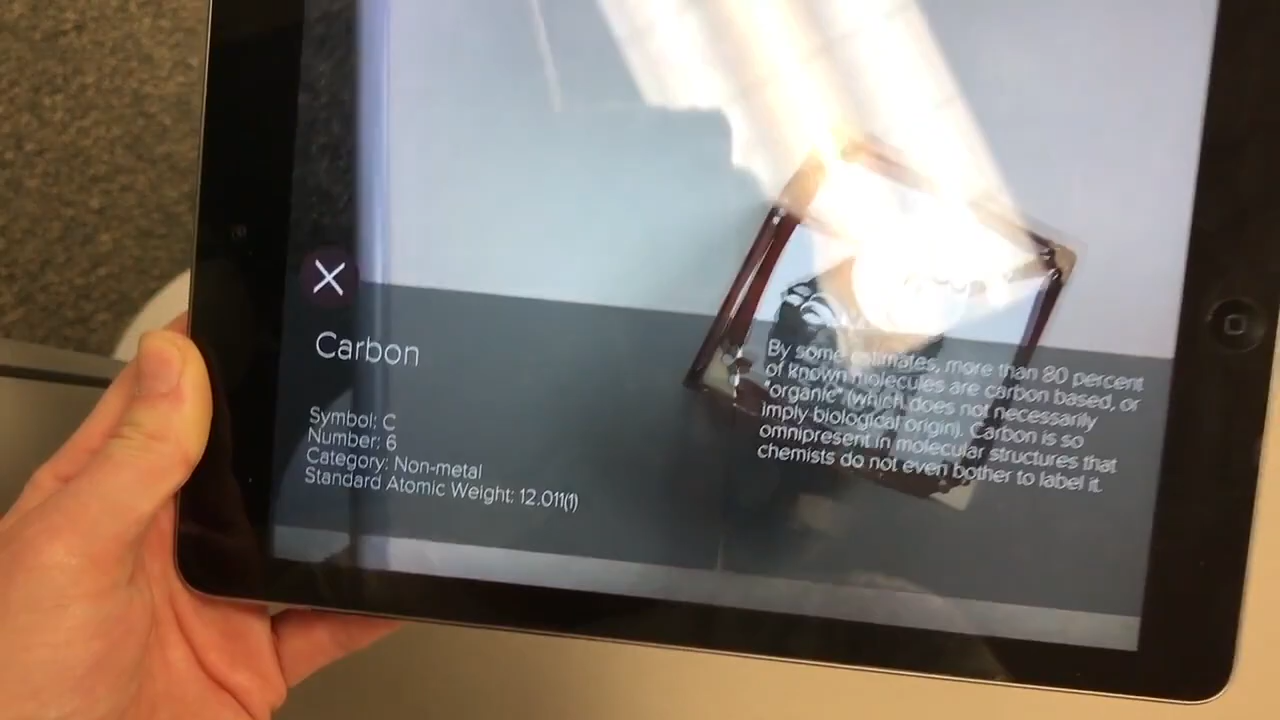 Carbon
Symbol: C
Number: 6
Category: Non-metal
Standard Atomic Weight: 12.011(1)
By some estimates, more than 80 percent
of known molecules are carbon based, or
"organic" (which does not necessarily
imply biological origin). Carbon is so
omnipresent in molecular structures that
chemists do not even bother to label it.